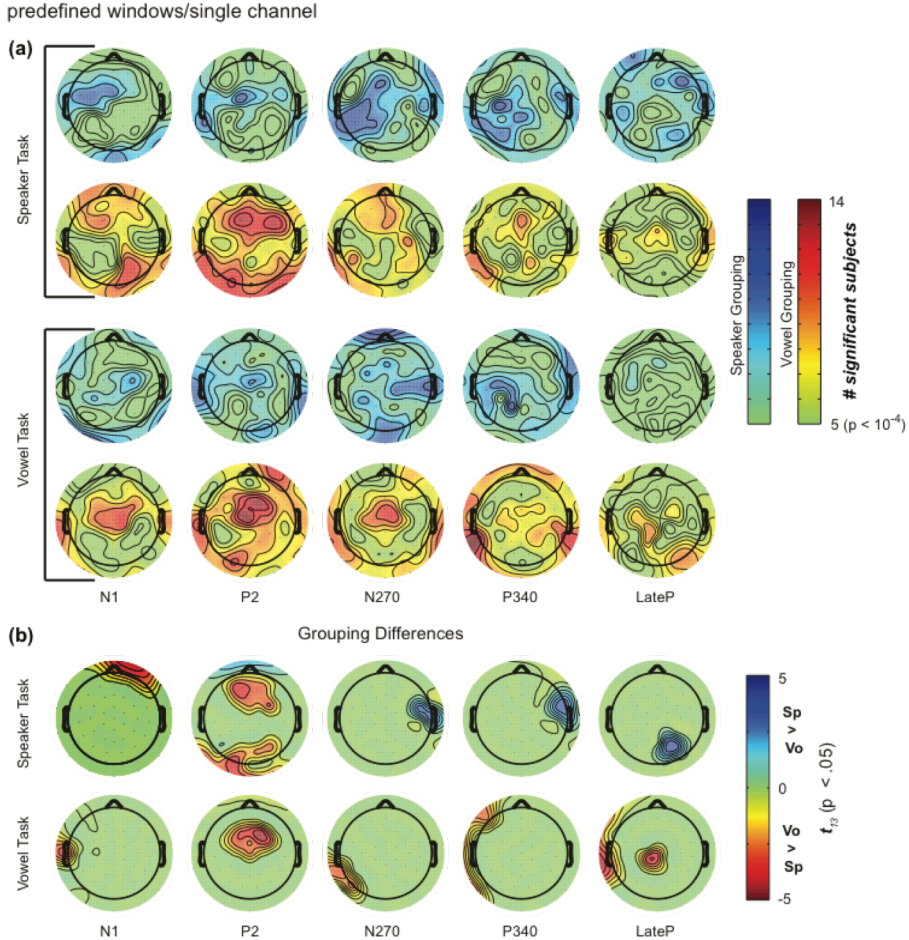 predefined windows/single channel
(a)
Speaker Task
Vowel Task
Speaker Grouping
Vowel Grouping
# significant subjects
14
5 (p < 10⁻⁴)
N1 P2 N270 P340 LateP
(b)
Grouping Differences
Speaker Task
Vowel Task
5
Sp
>
Vo
0
Vo
>
Sp
-5
t₁₃ (p < .05)
N1 P2 N270 P340 LateP